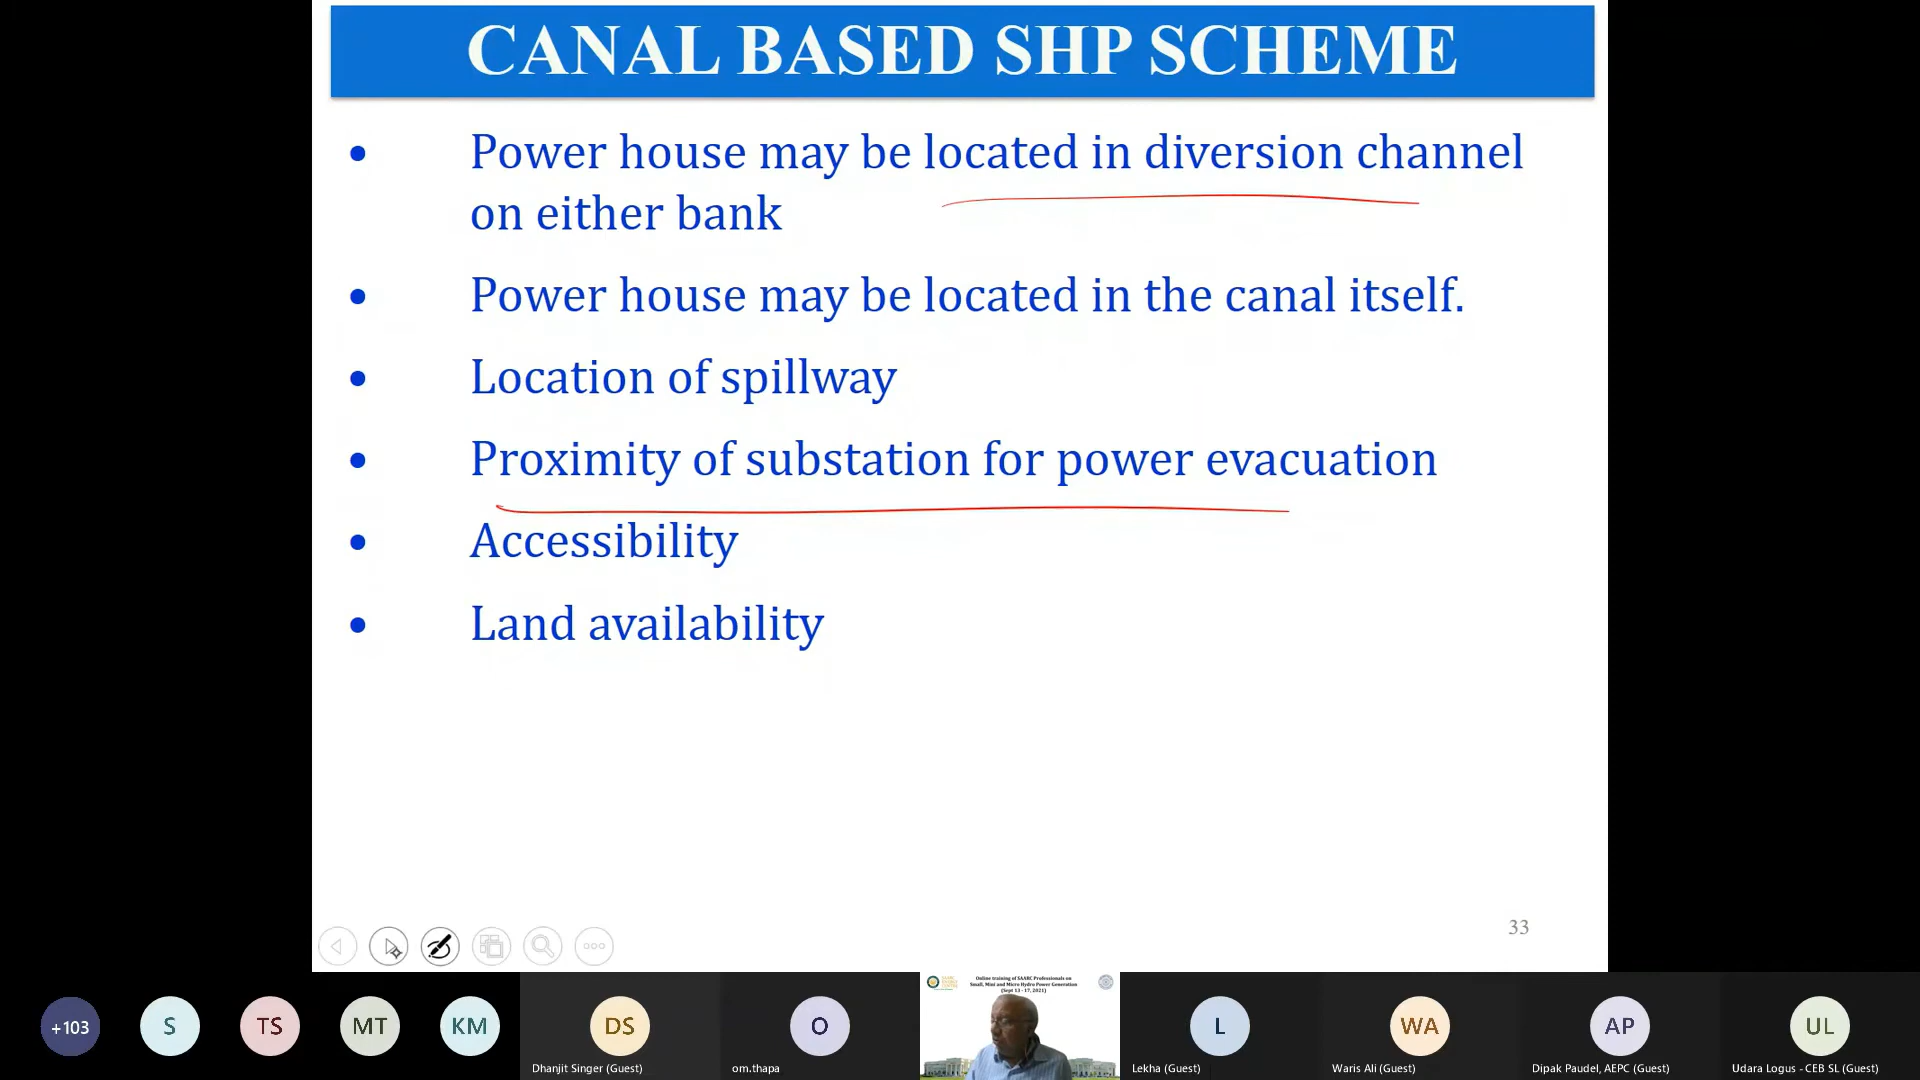 CANAL BASED SHP SCHEME
• Power house may be located in diversion channel
on either bank
• Power house may be located in the canal itself.
• Location of spillway
• Proximity of substation for power evacuation
• Accessibility
• Land availability
33
Online training of SAARC Professionals on
Small, Mini and Micro Hydro Power Generation
(Sept 13 - 17, 2021)
+103
S
TS
MT
KM
DS
O
L
WA
AP
UL
Dhanjit Singer (Guest)
om.thapa
Lekha (Guest)
Waris Ali (Guest)
Dipak Paudel, AEPC (Guest)
Udara Logus - CEB SL (Guest)